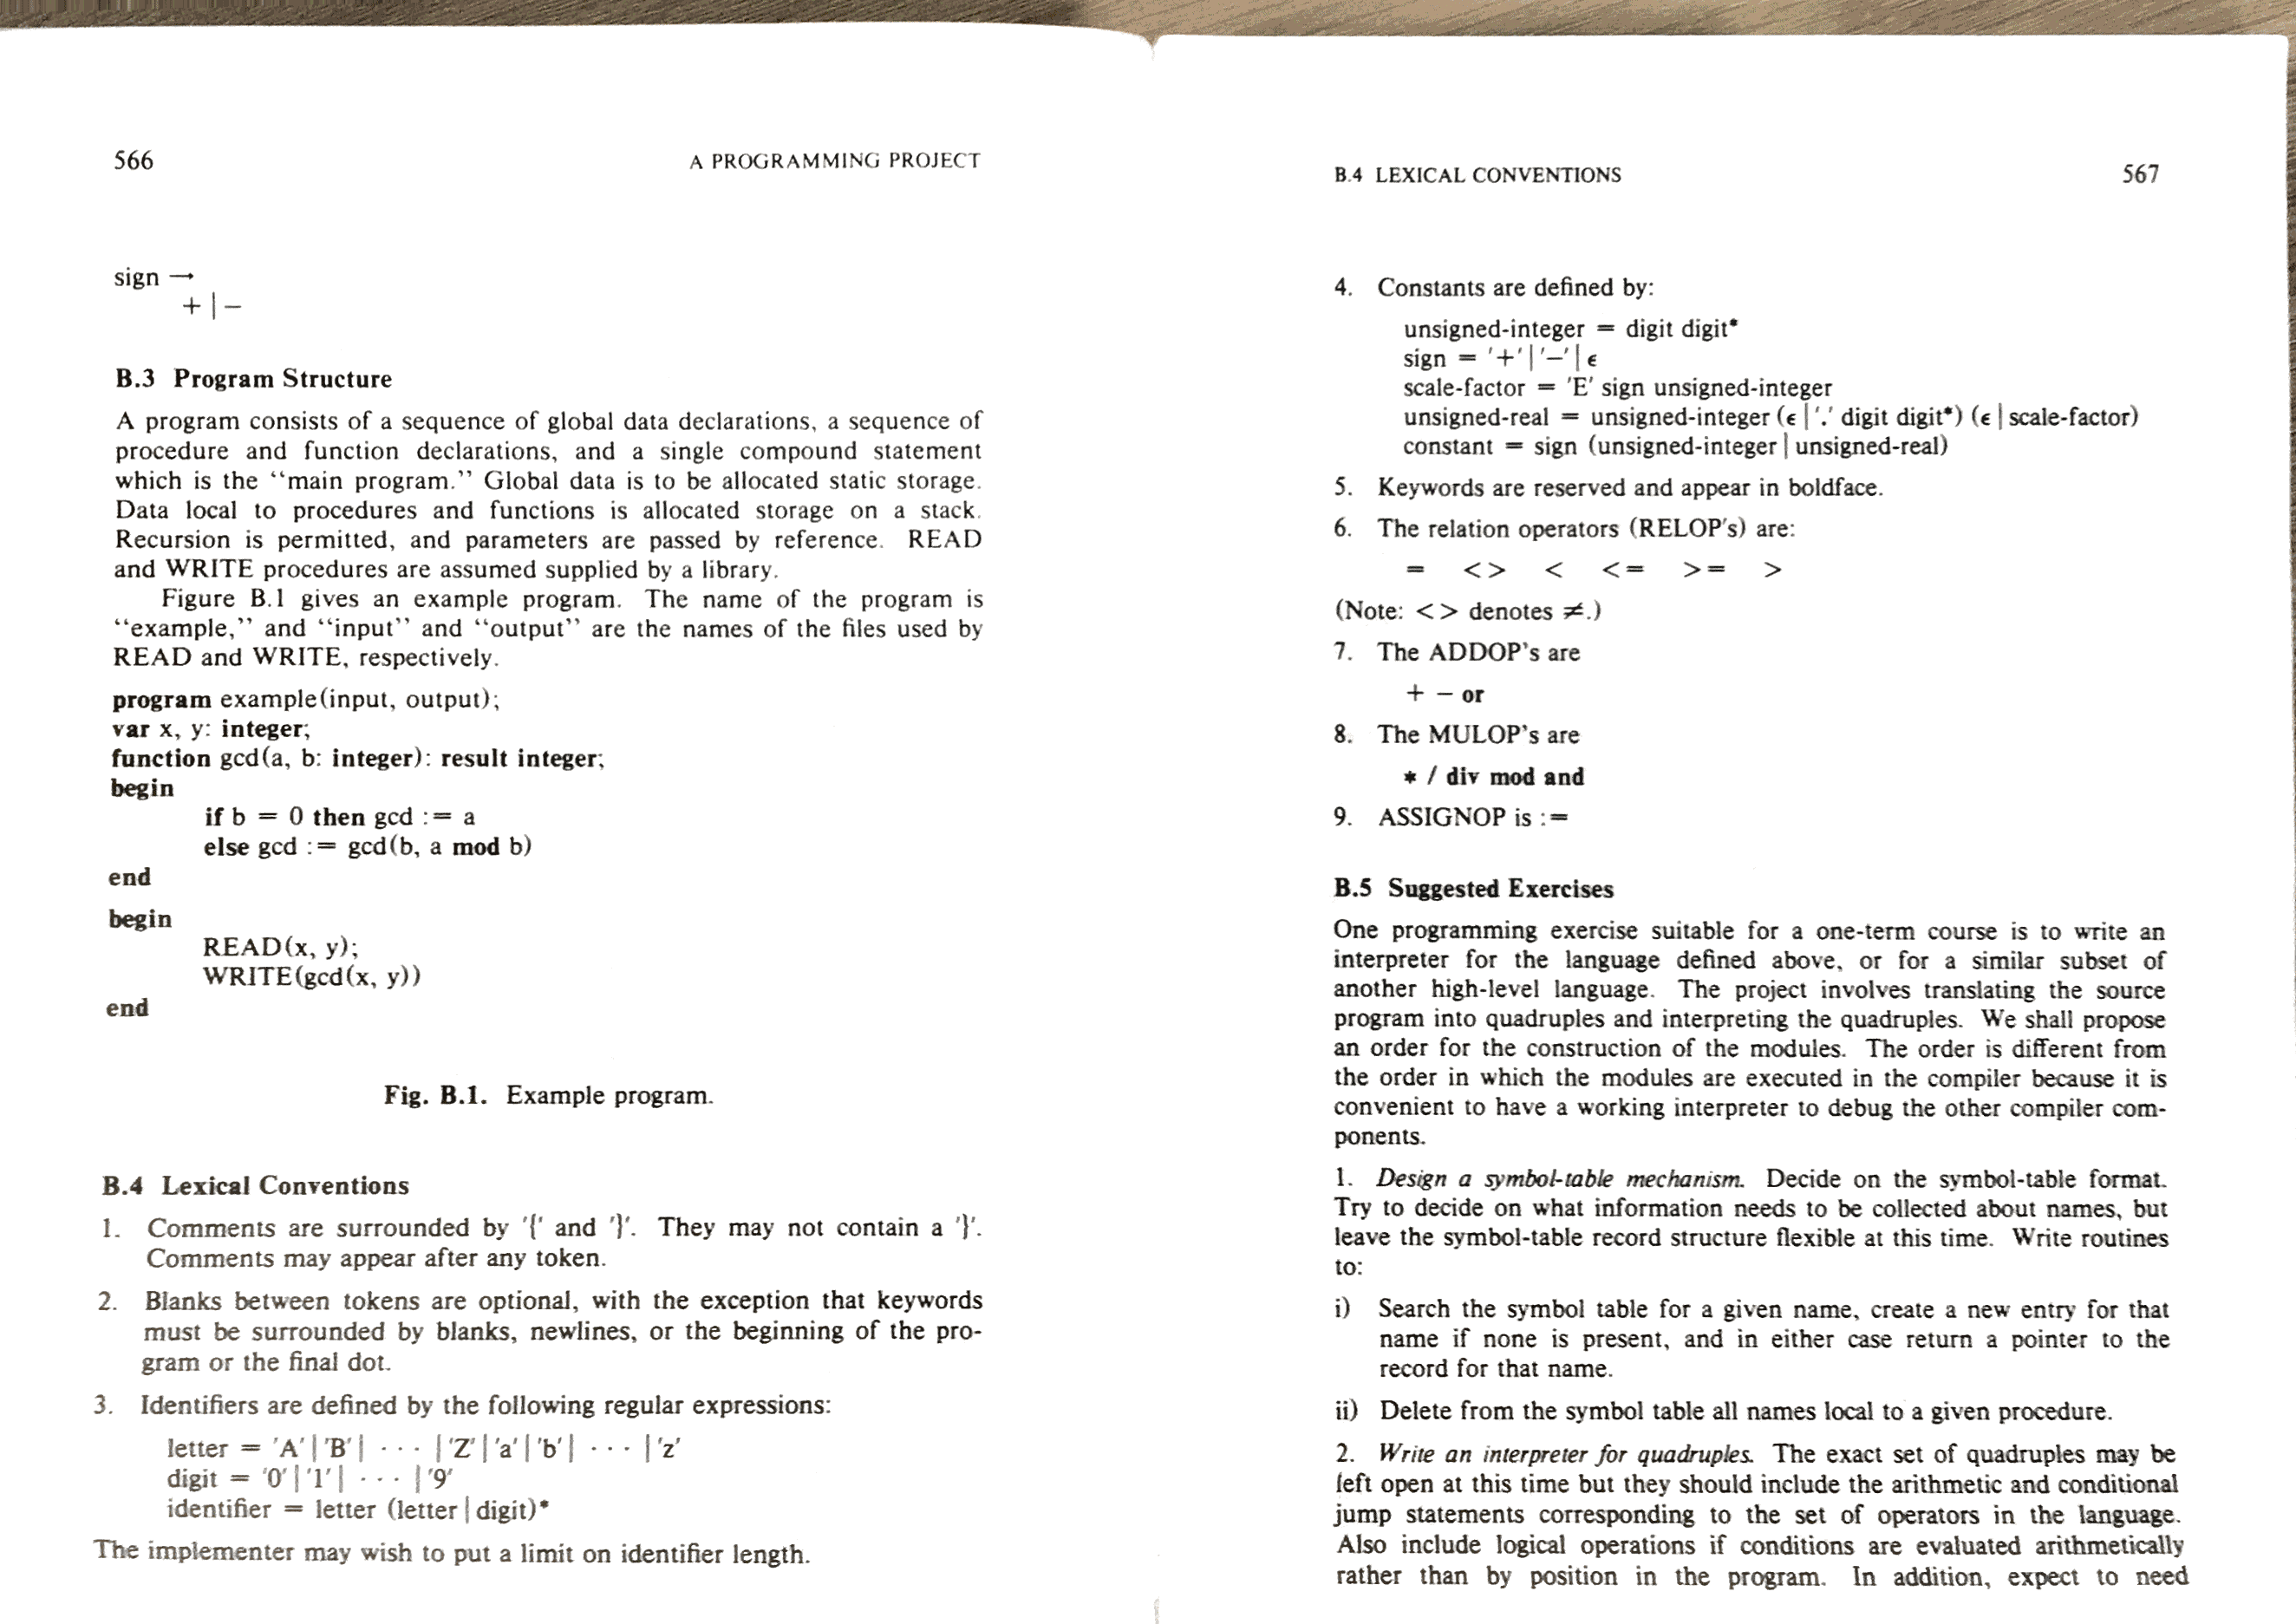 566
A PROGRAMMING PROJECT
sign →
+ | −
B.3 Program Structure
A program consists of a sequence of global data declarations, a sequence of
procedure and function declarations, and a single compound statement
which is the “main program.” Global data is to be allocated static storage.
Data local to procedures and functions is allocated storage on a stack.
Recursion is permitted, and parameters are passed by reference. READ
and WRITE procedures are assumed supplied by a library.
Figure B.1 gives an example program. The name of the program is
“example,” and “input” and “output” are the names of the files used by
READ and WRITE, respectively.
program example(input, output);
var x, y: integer;
function gcd(a, b: integer): result integer;
begin
if b = 0 then gcd := a
else gcd := gcd(b, a mod b)
end
begin
READ(x, y);
WRITE(gcd(x, y))
end
Fig. B.1. Example program.
B.4 Lexical Conventions
1. Comments are surrounded by '{' and '}'. They may not contain a '}'.
Comments may appear after any token.
2. Blanks between tokens are optional, with the exception that keywords
must be surrounded by blanks, newlines, or the beginning of the pro-
gram or the final dot.
3. Identifiers are defined by the following regular expressions:
letter = 'A' | 'B' | · · · | 'Z' | 'a' | 'b' | · · · | 'z'
digit = '0' | '1' | · · · | '9'
identifier = letter (letter | digit)*
The implementer may wish to put a limit on identifier length.
B.4 LEXICAL CONVENTIONS
567
4. Constants are defined by:
unsigned-integer = digit digit*
sign = '+' | '−' | ϵ
scale-factor = 'E' sign unsigned-integer
unsigned-real = unsigned-integer (ϵ | '.' digit digit*) (ϵ | scale-factor)
constant = sign (unsigned-integer | unsigned-real)
5. Keywords are reserved and appear in boldface.
6. The relation operators (RELOP's) are:
= <> < <= >= >
(Note: <> denotes ≠.)
7. The ADDOP's are
+ − or
8. The MULOP's are
* / div mod and
9. ASSIGNOP is :=
B.5 Suggested Exercises
One programming exercise suitable for a one-term course is to write an
interpreter for the language defined above, or for a similar subset of
another high-level language. The project involves translating the source
program into quadruples and interpreting the quadruples. We shall propose
an order for the construction of the modules. The order is different from
the order in which the modules are executed in the compiler because it is
convenient to have a working interpreter to debug the other compiler com-
ponents.
1. Design a symbol-table mechanism. Decide on the symbol-table format.
Try to decide on what information needs to be collected about names, but
leave the symbol-table record structure flexible at this time. Write routines
to:
i) Search the symbol table for a given name, create a new entry for that
name if none is present, and in either case return a pointer to the
record for that name.
ii) Delete from the symbol table all names local to a given procedure.
2. Write an interpreter for quadruples. The exact set of quadruples may be
left open at this time but they should include the arithmetic and conditional
jump statements corresponding to the set of operators in the language.
Also include logical operations if conditions are evaluated arithmetically
rather than by position in the program. In addition, expect to need